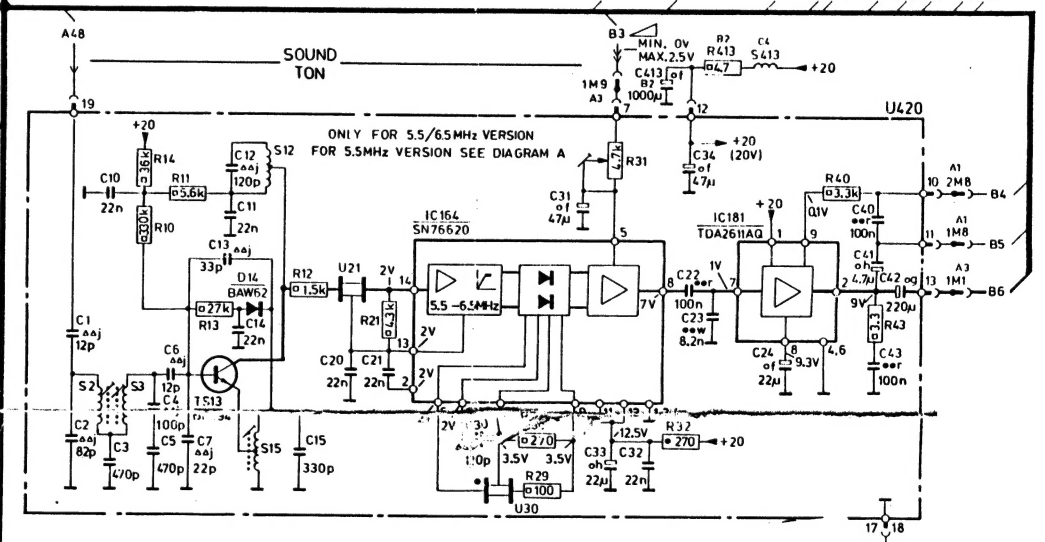 A48
SOUND
TON
B3
MIN. 0V
MAX. 2.5V
C413 of
B2
1000µ
B2
R413
4.7
C4
S413
+20
1M9
A3
19
7
12
U420
+20
ONLY FOR 5.5/6.5MHz VERSION
FOR 5.5MHz VERSION SEE DIAGRAM A
R14
36k
C12
j
120p
S12
C10
22n
R11
5.6k
C11
22n
R10
330k
C13 j
33p
D14
BAW62
R13
27k
C14
22n
R12
1.5k
U21
2V
14
R21
4.3k
13
2V
2
2V
C20
22n
C21
22n
IC164
SN76620
5.5 -6.5MHz
R31
4.7k
C31
of
47µ
5
C34
of
47µ
+20
(20V)
8
7V
C22 r
100n
C23
w
8.2n
1V
7
IC181
TDA2611AQ
+20
1
9
0.1V
R40
3.3k
C40
r
100n
C41
oh
4.7µ
2
9V
C42 og
220µ
R43
3.3
C43
r
100n
8
9.3V
4,6
C24
of
22µ
10
A1
2M8
B4
11
A1
1M8
B5
13
A3
1M1
B6
C1
j
12p
C6
j
12p
TS13
S2
S3
C2
j
82p
C3
470p
C4
100p
C5
470p
C7
j
22p
S15
C15
330p
2V
270
3.5V
3.5V
R29
100
U30
12.5V
R32
270
+20
C33
oh
22µ
C32
22n
17
18